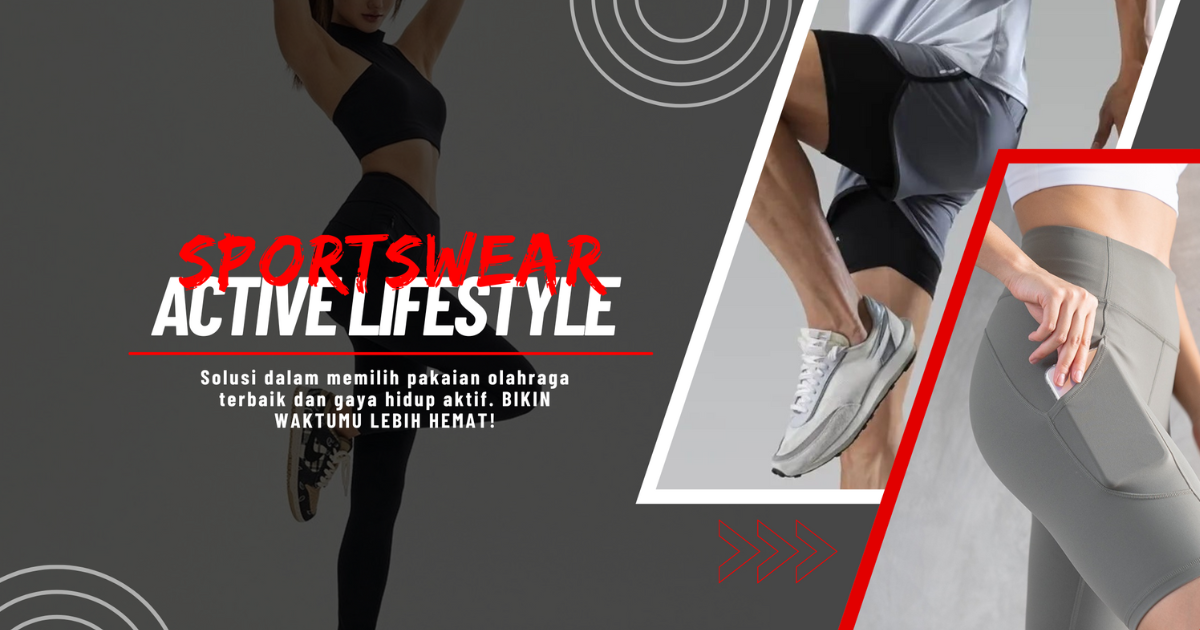 SPORTSWEAR
ACTIVE LIFESTYLE
Solusi dalam memilih pakaian olahraga
terbaik dan gaya hidup aktif. BIKIN
WAKTUMU LEBIH HEMAT!